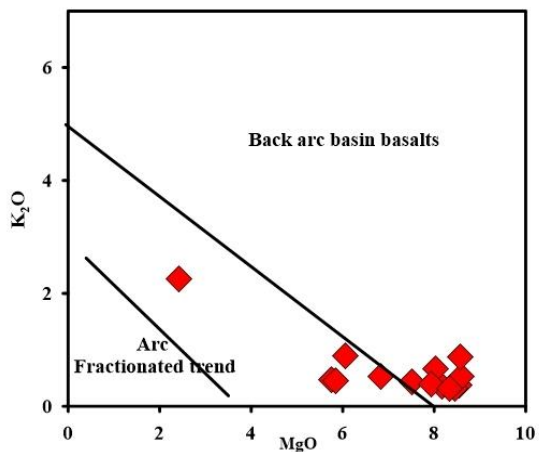 6
Back arc basin basalts
4
K₂O
2
Arc
Fractionated trend
0
0 2 4 6 8 10
MgO